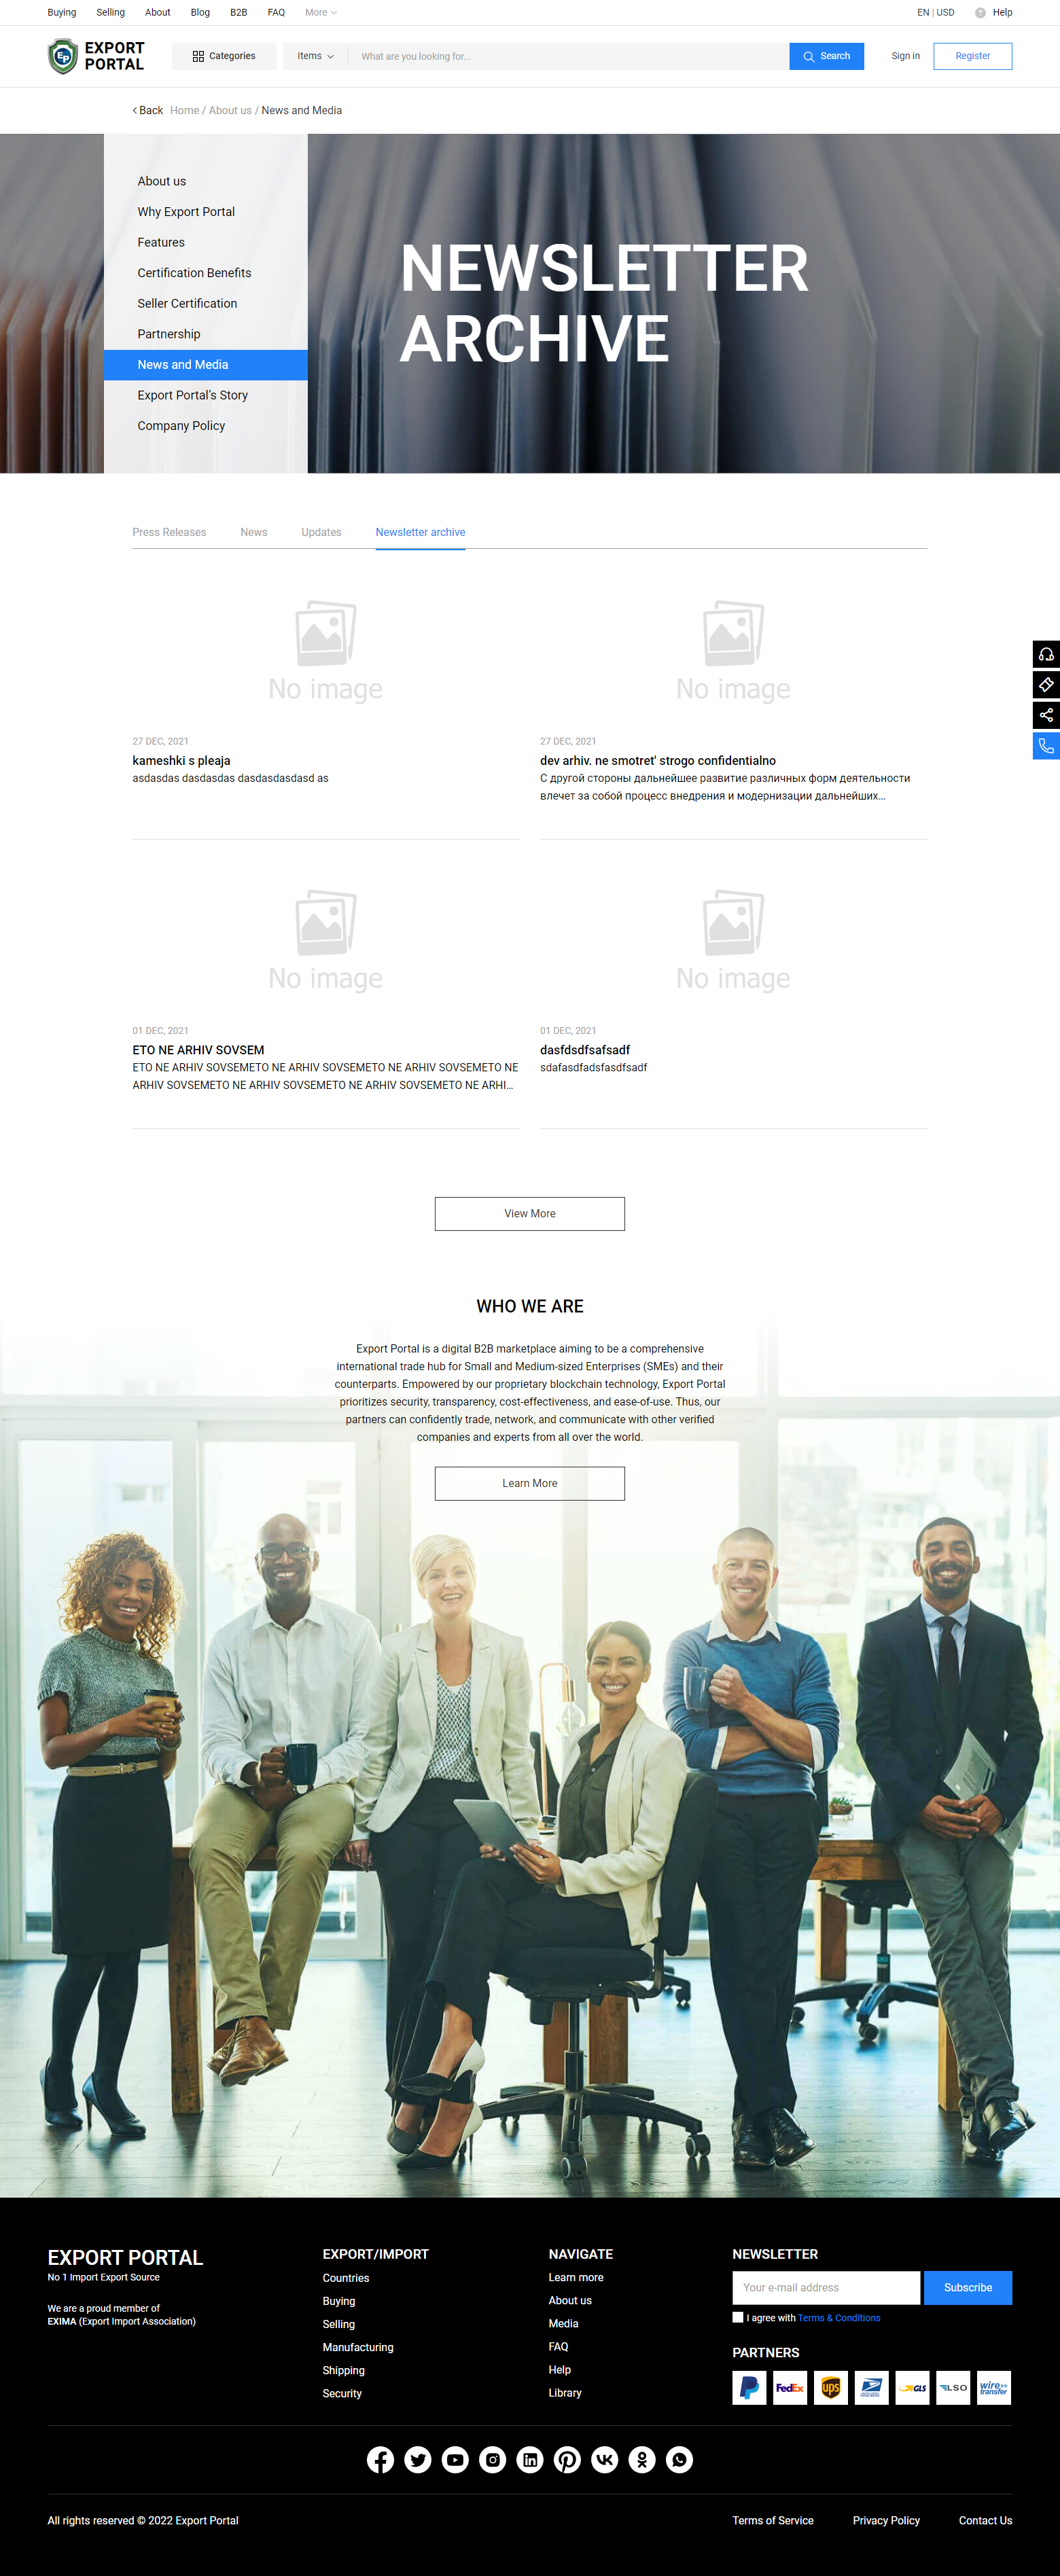 Buying Selling About Blog B2B FAQ More EN | USD Help
EP EXPORT
PORTAL
Categories Items What are you looking for... Search Sign in Register
Back Home / About us / News and Media
About us
Why Export Portal
Features
Certification Benefits
Seller Certification
Partnership
News and Media
Export Portal's Story
Company Policy
NEWSLETTER
ARCHIVE
Press Releases News Updates Newsletter archive
No image
27 DEC, 2021
kameshki s pleaja
asdasdas dasdasdas dasdasdasdasd as
No image
27 DEC, 2021
dev arhiv. ne smotret' strogo confidentialno
С другой стороны дальнейшее развитие различных форм деятельности
влечет за собой процесс внедрения и модернизации дальнейших...
No image
01 DEC, 2021
ETO NE ARHIV SOVSEM
ETO NE ARHIV SOVSEMETO NE ARHIV SOVSEMETO NE ARHIV SOVSEMETO NE
ARHIV SOVSEMETO NE ARHIV SOVSEMETO NE ARHIV SOVSEMETO NE ARHI...
No image
01 DEC, 2021
dasfdsdfsafsadf
sdafasdfadsfasdfsadf
View More
WHO WE ARE
Export Portal is a digital B2B marketplace aiming to be a comprehensive
international trade hub for Small and Medium-sized Enterprises (SMEs) and their
counterparts. Empowered by our proprietary blockchain technology, Export Portal
prioritizes security, transparency, cost-effectiveness, and ease-of-use. Thus, our
partners can confidently trade, network, and communicate with other verified
companies and experts from all over the world.
Learn More
EXPORT PORTAL
No 1 Import Export Source
We are a proud member of
EXIMA (Export Import Association)
EXPORT/IMPORT
Countries
Buying
Selling
Manufacturing
Shipping
Security
NAVIGATE
Learn more
About us
Media
FAQ
Help
Library
NEWSLETTER
Your e-mail address Subscribe
I agree with Terms & Conditions
PARTNERS
FedEx ups GLS LSO wire transfer
All rights reserved © 2022 Export Portal
Terms of Service Privacy Policy Contact Us